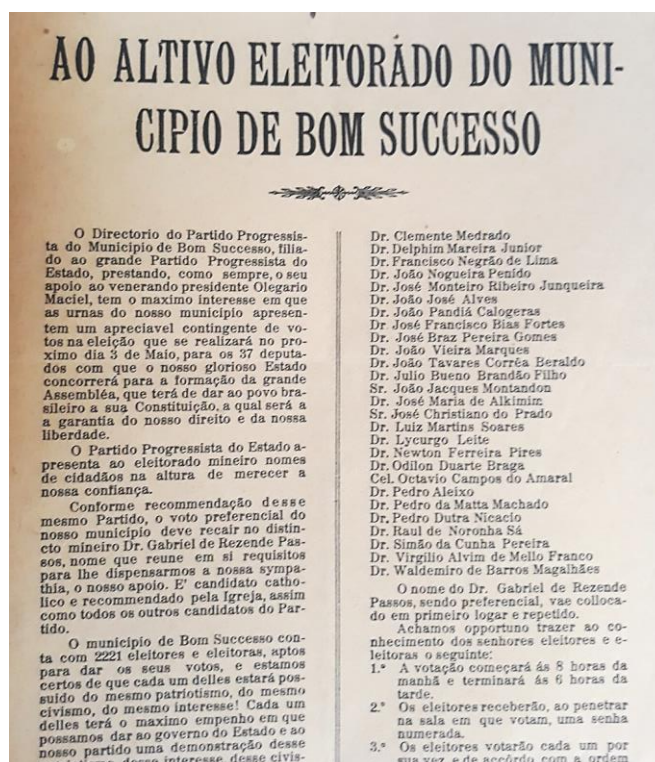 AO ALTIVO ELEITORÁDO DO MUNI-
CIPIO DE BOM SUCCESSO
O Directorio do Partido Progressis-
ta do Municipio de Bom Successo, filia-
do ao grande Partido Progressista do
Estado, prestando, como sempre, o seu
apoio ao venerando presidente Olegario
Maciel, tem o maximo interesse em que
as urnas do nosso municipio apresen-
tem um apreciavel contingente de vo-
tos na eleição que se realizará no pro-
ximo dia 3 de Maio, para os 37 deputa-
dos com que o nosso glorioso Estado
concorrerá para a formação da grande
Assembléa, que terá de dar ao povo bra-
sileiro a sua Constituição, a qual será a
a garantia do nosso direito e da nossa
liberdade.
O Partido Progressista do Estado a-
presenta ao eleitorado mineiro nomes
de cidadãos na altura de merecer a
nossa confiança.
Conforme recommendação desse
mesmo Partido, o voto preferencial do
nosso municipio deve recair no distin-
cto mineiro Dr. Gabriel de Rezende Pas-
sos, nome que reune em si requisitos
para lhe dispensarmos a nossa sympa-
thia, o nosso apoio. E' candidato catho-
lico e recommendado pela Igreja, assim
como todos os outros candidatos do Par-
tido.
O municipio de Bom Successo con-
ta com 2221 eleitores e eleitoras, aptos
para dar os seus votos, e estamos
certos de que cada um delles estará pos-
suido do mesmo patriotismo, do mesmo
civismo, do mesmo interesse! Cada um
delles terá o maximo empenho em que
possamos dar ao governo do Estado e ao
nosso partido uma demonstração desse
interesse desse civis-
Dr. Clemente Medrado
Dr. Delphim Mareira Junior
Dr. Francisco Negrão de Lima
Dr. João Nogueira Penido
Dr. José Monteiro Ribeiro Junqueira
Dr. João José Alves
Dr. João Pandiá Calogeras
Dr. José Francisco Bias Fortes
Dr. José Braz Pereira Gomes
Dr. João Vieira Marques
Dr. João Tavares Corrêa Beraldo
Dr. Julio Bueno Brandão Filho
Sr. João Jacques Montandon
Dr. José Maria de Alkimim
Sr. José Christiano do Prado
Dr. Luiz Martins Soares
Dr. Lycurgo Leite
Dr. Newton Ferreira Pires
Dr. Odilon Duarte Braga
Cel. Octavio Campos do Amaral
Dr. Pedro Aleixo
Dr. Pedro da Matta Machado
Dr. Pedro Dutra Nicacio
Dr. Raul de Noronha Sá
Dr. Simão da Cunha Pereira
Dr. Virgilio Alvim de Mello Franco
Dr. Waldemiro de Barros Magalhães
O nome do Dr. Gabriel de Rezende
Passos, sendo preferencial, vae colloca-
do em primeiro logar e repetido.
Achamos opportuno trazer ao co-
nhecimento dos senhores eleitores e e-
leitoras o seguinte:
1.º A votação começará ás 8 horas da
manhã e terminará ás 6 horas da
tarde.
2.º Os eleitores receberão, ao penetrar
na sala em que votam, uma senha
numerada.
3.º Os eleitores votarão cada um por
sua vez, e de accôrdo com a ordem